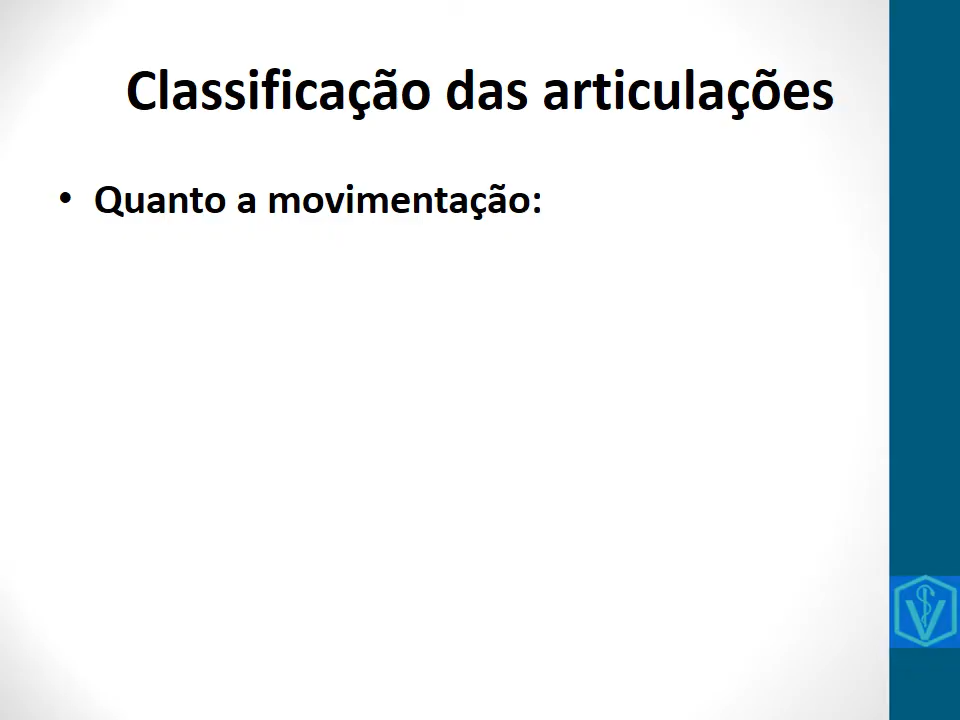 Classificação das articulações
• Quanto a movimentação: